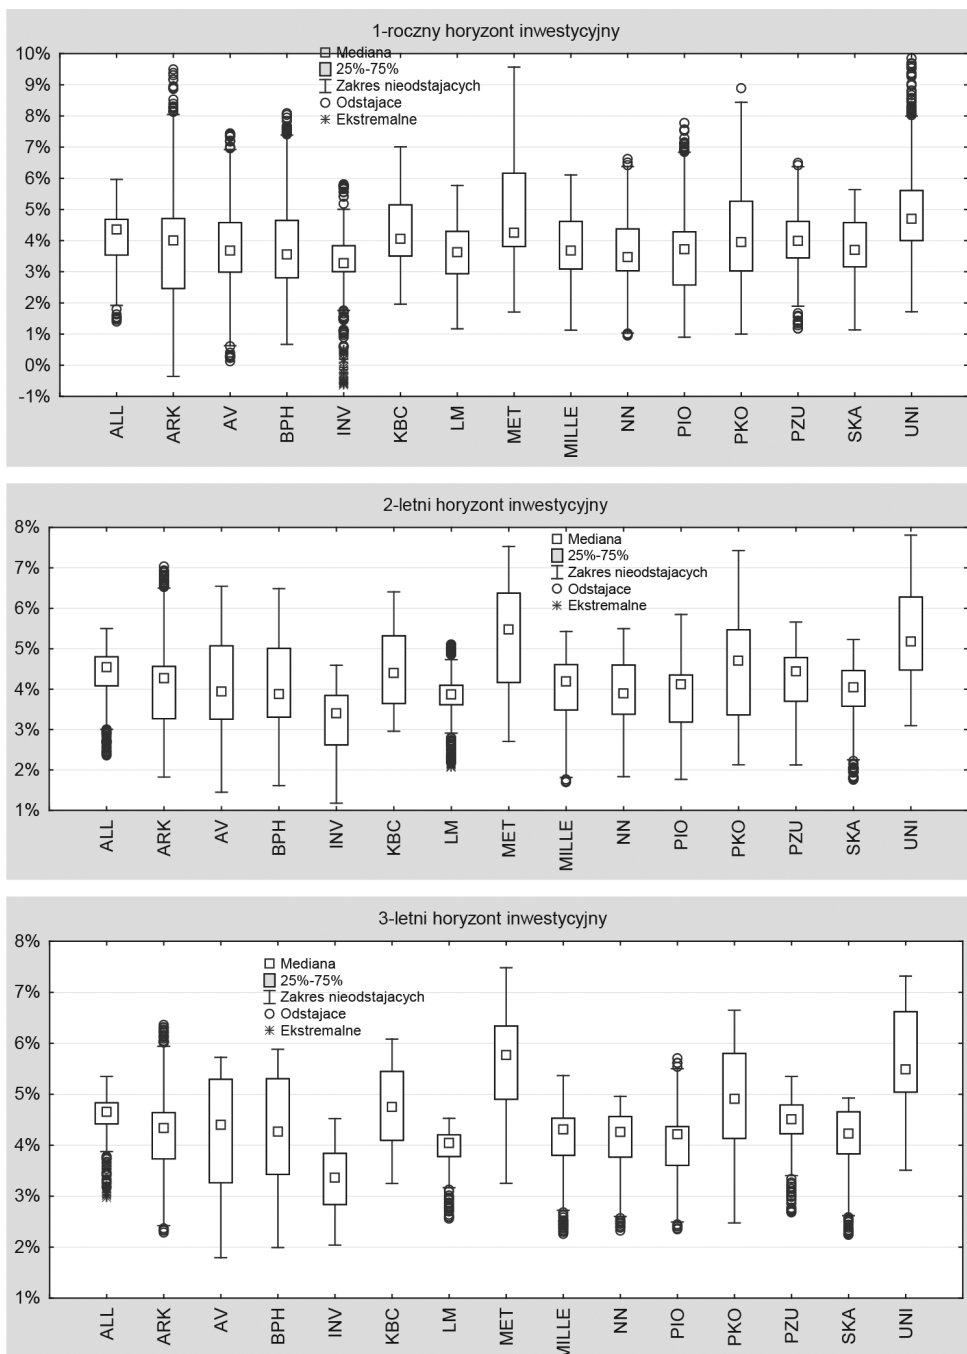 1-roczny horyzont inwestycyjny
10%
9%
8%
7%
6%
5%
4%
3%
2%
1%
0%
-1%
Mediana
25%-75%
Zakres nieodstajacych
Odstajace
Ekstremalne
ALL
ARK
AV
BPH
INV
KBC
LM
MET
MILLE
NN
PIO
PKO
PZU
SKA
UNI
2-letni horyzont inwestycyjny
8%
7%
6%
5%
4%
3%
2%
1%
Mediana
25%-75%
Zakres nieodstajacych
Odstajace
Ekstremalne
ALL
ARK
AV
BPH
INV
KBC
LM
MET
MILLE
NN
PIO
PKO
PZU
SKA
UNI
3-letni horyzont inwestycyjny
8%
7%
6%
5%
4%
3%
2%
1%
Mediana
25%-75%
Zakres nieodstajacych
Odstajace
Ekstremalne
ALL
ARK
AV
BPH
INV
KBC
LM
MET
MILLE
NN
PIO
PKO
PZU
SKA
UNI